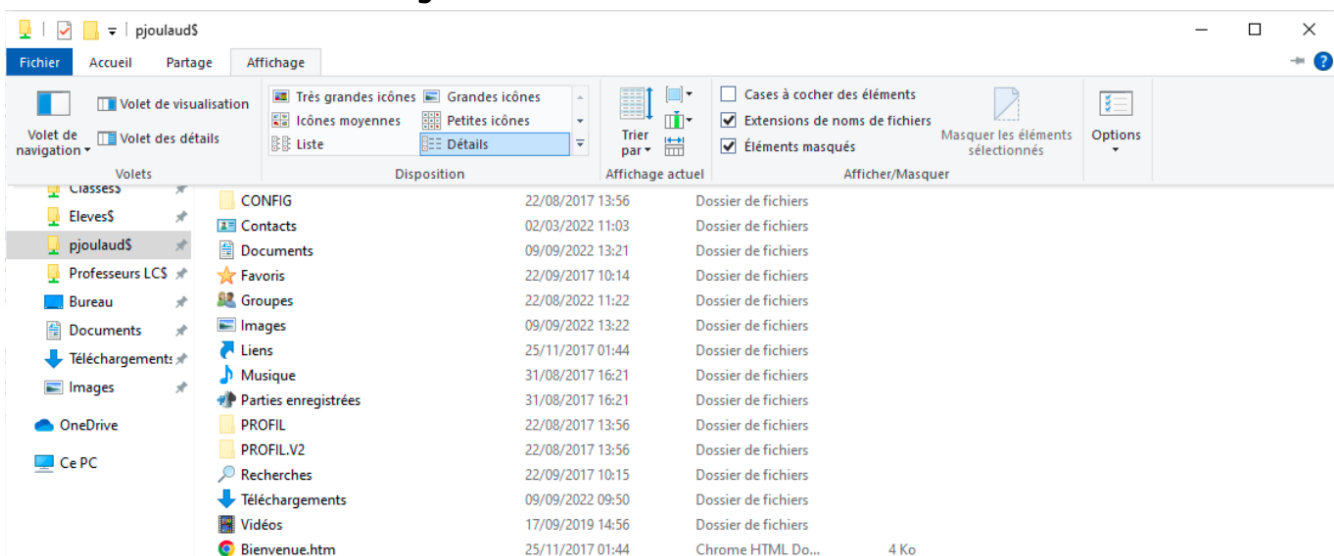 pjoulaud$
Fichier Accueil Partage Affichage
Volet de navigation
Volet de visualisation
Volet des détails
Volets
Très grandes icônes Grandes icônes
Icônes moyennes Petites icônes
Liste Détails
Disposition
Trier par
Affichage actuel
Cases à cocher des éléments
Extensions de noms de fichiers
Éléments masqués
Masquer les éléments sélectionnés
Afficher/Masquer
Options
Classes$
Eleves$
pjoulaud$
Professeurs LC$
Bureau
Documents
Téléchargements
Images
OneDrive
Ce PC
CONFIG 22/08/2017 13:56 Dossier de fichiers
Contacts 02/03/2022 11:03 Dossier de fichiers
Documents 09/09/2022 13:21 Dossier de fichiers
Favoris 22/09/2017 10:14 Dossier de fichiers
Groupes 22/08/2022 11:22 Dossier de fichiers
Images 09/09/2022 13:22 Dossier de fichiers
Liens 25/11/2017 01:44 Dossier de fichiers
Musique 31/08/2017 16:21 Dossier de fichiers
Parties enregistrées 31/08/2017 16:21 Dossier de fichiers
PROFIL 22/08/2017 13:56 Dossier de fichiers
PROFIL.V2 22/08/2017 13:56 Dossier de fichiers
Recherches 22/09/2017 10:15 Dossier de fichiers
Téléchargements 09/09/2022 09:50 Dossier de fichiers
Vidéos 17/09/2019 14:56 Dossier de fichiers
Bienvenue.htm 25/11/2017 01:44 Chrome HTML Do... 4 Ko